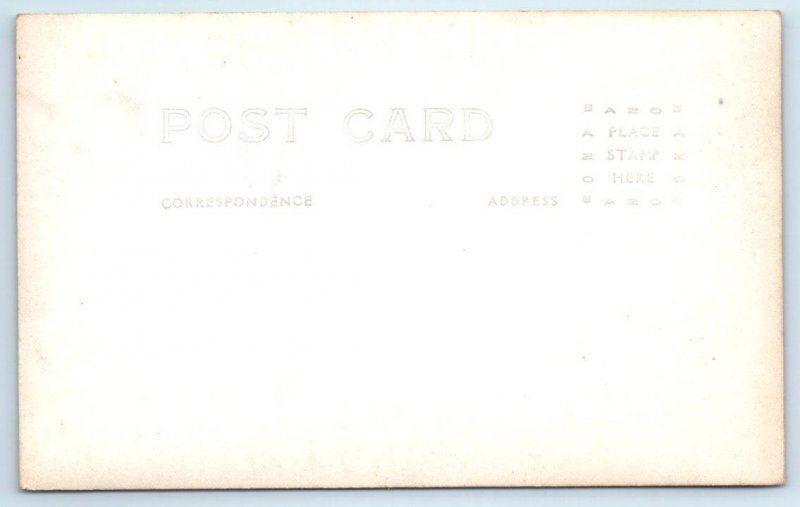 POST CARD
PLACE
STAMP
HERE
CORRESPONDENCE ADDRESS